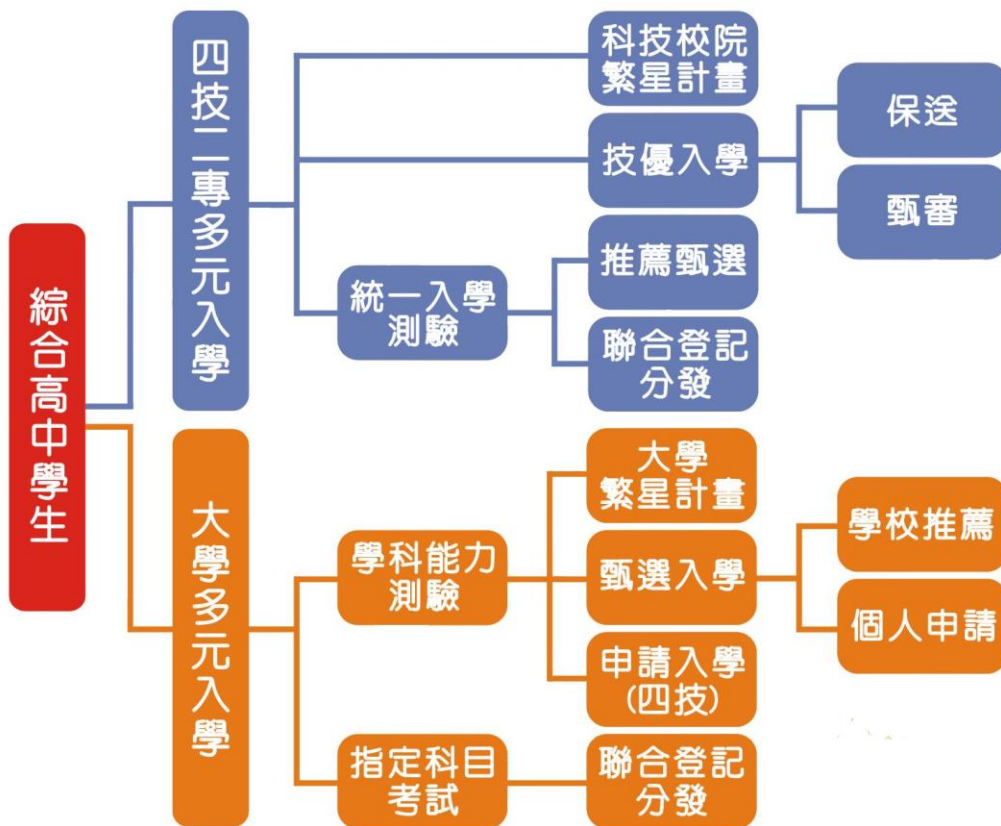 綜合高中學生
四技二專多元入學
科技校院
繁星計畫
技優入學
保送
甄審
統一入學
測驗
推薦甄選
聯合登記
分發
大學多元入學
學科能力
測驗
大學
繁星計畫
甄選入學
學校推薦
個人申請
申請入學
(四技)
指定科目
考試
聯合登記
分發